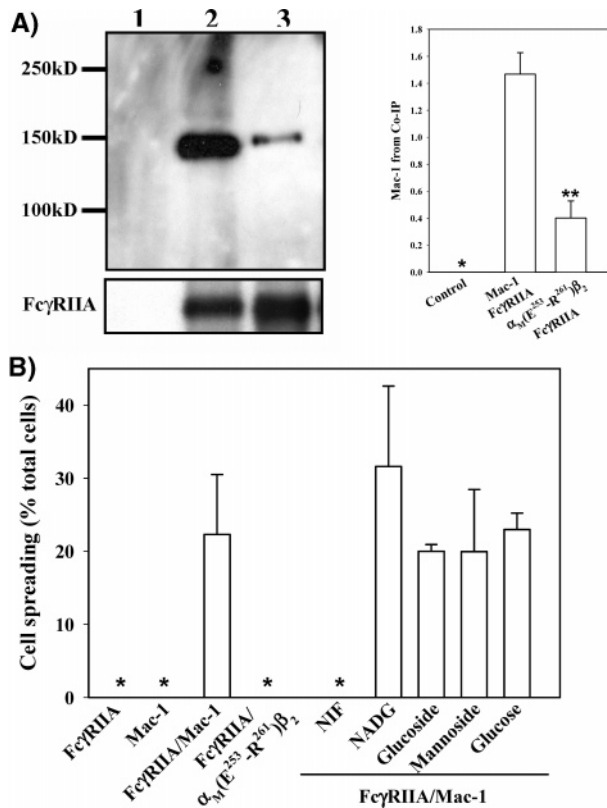 A)
1 2 3
250kD
150kD
100kD
FcγRIIA
Mac-1 from Co-IP
1.8
1.6
1.4
1.2
1.0
0.8
0.6
0.4
0.2
0.0
*
**
Control
Mac-1
FcγRIIA
αM(E253-R261)β2
FcγRIIA
B)
Cell spreading (% total cells)
40
30
20
10
0
* * * *
FcγRIIA
Mac-1
FcγRIIA/Mac-1
FcγRIIA/
αM(E253-R261)β2
NIF
NADG
Glucoside
Mannoside
Glucose
FcγRIIA/Mac-1